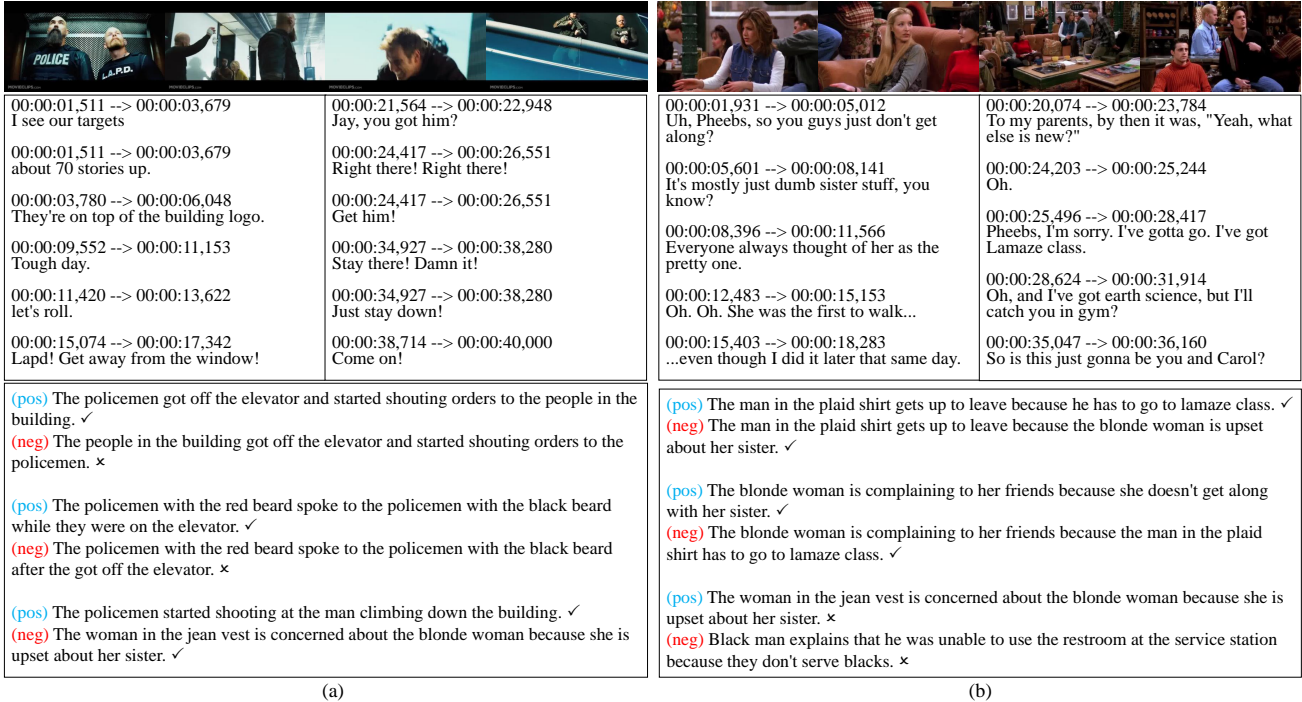 POLICE
L.A.P.D.
MOVIECLIPS.com
MOVIECLIPS.com
MOVIECLIPS.com
MOVIECLIPS.com
00:00:01,511 --> 00:00:03,679
I see our targets
00:00:01,511 --> 00:00:03,679
about 70 stories up.
00:00:03,780 --> 00:00:06,048
They're on top of the building logo.
00:00:09,552 --> 00:00:11,153
Tough day.
00:00:11,420 --> 00:00:13,622
let's roll.
00:00:15,074 --> 00:00:17,342
Lapd! Get away from the window!
00:00:21,564 --> 00:00:22,948
Jay, you got him?
00:00:24,417 --> 00:00:26,551
Right there! Right there!
00:00:24,417 --> 00:00:26,551
Get him!
00:00:34,927 --> 00:00:38,280
Stay there! Damn it!
00:00:34,927 --> 00:00:38,280
Just stay down!
00:00:38,714 --> 00:00:40,000
Come on!
(pos) The policemen got off the elevator and started shouting orders to the people in the
building. ✓
(neg) The people in the building got off the elevator and started shouting orders to the
policemen. ×
(pos) The policemen with the red beard spoke to the policemen with the black beard
while they were on the elevator. ✓
(neg) The policemen with the red beard spoke to the policemen with the black beard
after the got off the elevator. ×
(pos) The policemen started shooting at the man climbing down the building. ✓
(neg) The woman in the jean vest is concerned about the blonde woman because she is
upset about her sister. ✓
(a)
00:00:01,931 --> 00:00:05,012
Uh, Pheebs, so you guys just don't get
along?
00:00:05,601 --> 00:00:08,141
It's mostly just dumb sister stuff, you
know?
00:00:08,396 --> 00:00:11,566
Everyone always thought of her as the
pretty one.
00:00:12,483 --> 00:00:15,153
Oh. Oh. She was the first to walk...
00:00:15,403 --> 00:00:18,283
...even though I did it later that same day.
00:00:20,074 --> 00:00:23,784
To my parents, by then it was, "Yeah, what
else is new?"
00:00:24,203 --> 00:00:25,244
Oh.
00:00:25,496 --> 00:00:28,417
Pheebs, I'm sorry. I've gotta go. I've got
Lamaze class.
00:00:28,624 --> 00:00:31,914
Oh, and I've got earth science, but I'll
catch you in gym?
00:00:35,047 --> 00:00:36,160
So is this just gonna be you and Carol?
(pos) The man in the plaid shirt gets up to leave because he has to go to lamaze class. ✓
(neg) The man in the plaid shirt gets up to leave because the blonde woman is upset
about her sister. ✓
(pos) The blonde woman is complaining to her friends because she doesn't get along
with her sister. ✓
(neg) The blonde woman is complaining to her friends because the man in the plaid
shirt has to go to lamaze class. ✓
(pos) The woman in the jean vest is concerned about the blonde woman because she is
upset about her sister. ×
(neg) Black man explains that he was unable to use the restroom at the service station
because they don't serve blacks. ×
(b)